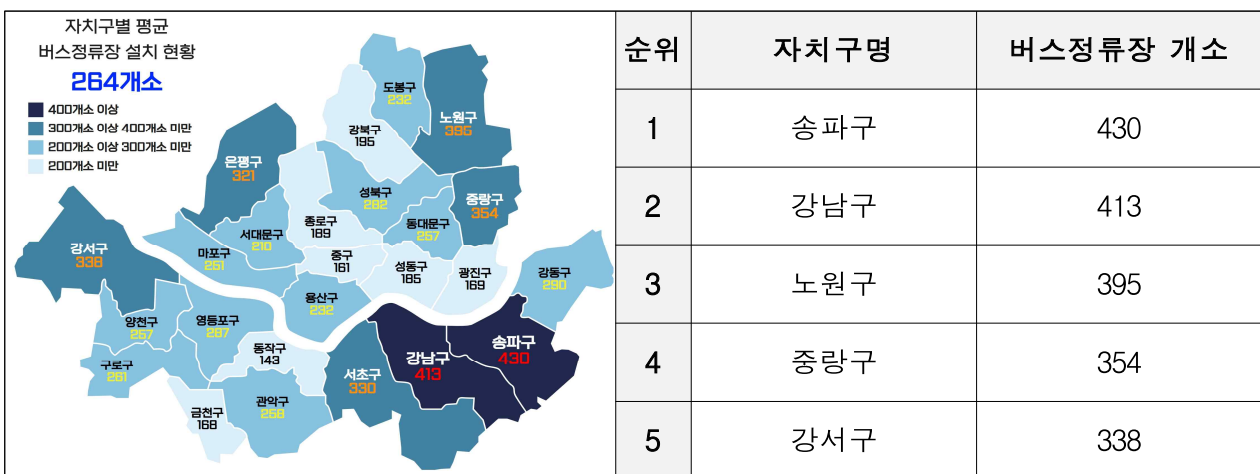 자치구별 평균
버스정류장 설치 현황
264개소
400개소 이상
300개소 이상 400개소 미만
200개소 이상 300개소 미만
200개소 미만
도봉구
232
노원구
395
강북구
195
은평구
321
성북구
282
중랑구
354
종로구
189
동대문구
257
서대문구
210
마포구
251
중구
161
성동구
185
광진구
169
강동구
290
강서구
338
용산구
232
양천구
257
영등포구
287
동작구
143
구로구
261
서초구
330
강남구
413
송파구
430
금천구
168
관악구
258
순위 자치구명 버스정류장 개소
1 송파구 430
2 강남구 413
3 노원구 395
4 중랑구 354
5 강서구 338